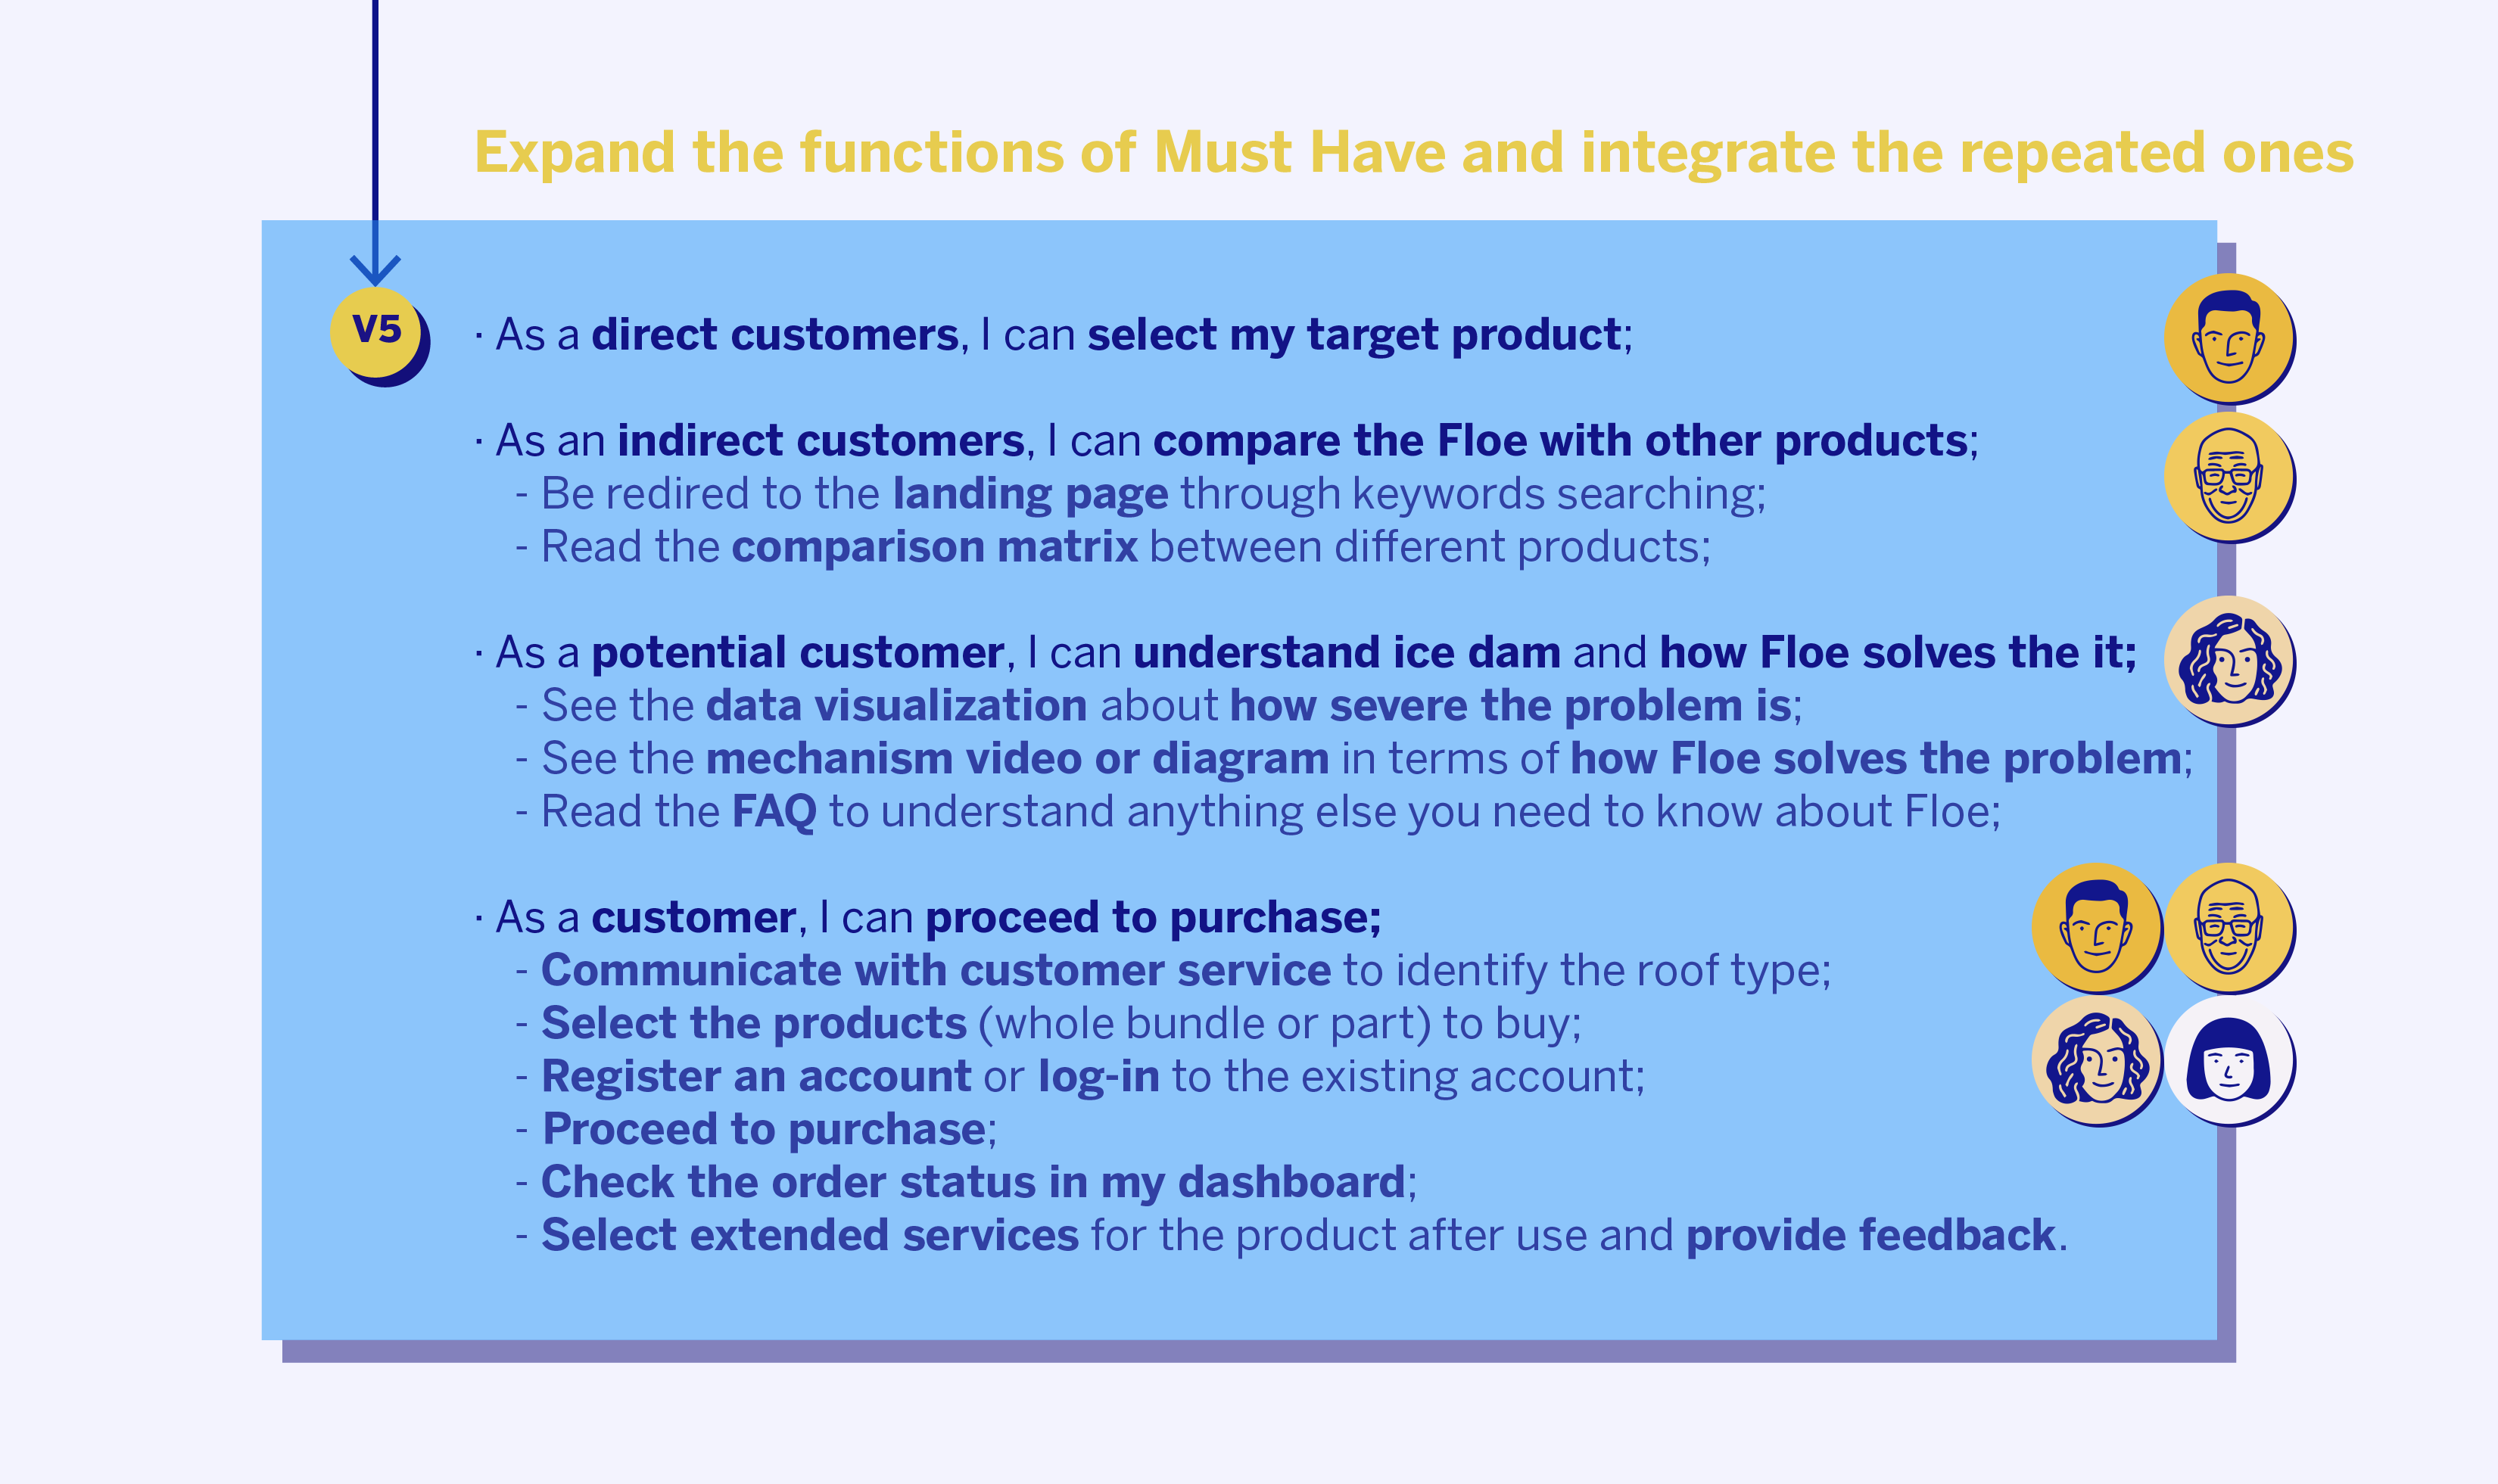 Expand the functions of Must Have and integrate the repeated ones
V5
· As a direct customers, I can select my target product;
· As an indirect customers, I can compare the Floe with other products;
- Be redired to the landing page through keywords searching;
- Read the comparison matrix between different products;
· As a potential customer, I can understand ice dam and how Floe solves the it;
- See the data visualization about how severe the problem is;
- See the mechanism video or diagram in terms of how Floe solves the problem;
- Read the FAQ to understand anything else you need to know about Floe;
· As a customer, I can proceed to purchase;
- Communicate with customer service to identify the roof type;
- Select the products (whole bundle or part) to buy;
- Register an account or log-in to the existing account;
- Proceed to purchase;
- Check the order status in my dashboard;
- Select extended services for the product after use and provide feedback.